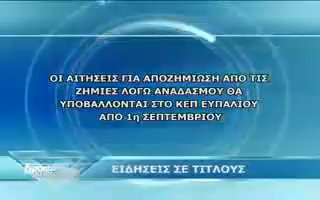 ΟΙ ΑΙΤΗΣΕΙΣ ΓΙΑ ΑΠΟΖΗΜΙΩΣΗ ΑΠΟ ΤΙΣ
ΖΗΜΙΕΣ ΛΟΓΩ ΑΝΑΔΑΣΜΟΥ ΘΑ
ΥΠΟΒΑΛΛΟΝΤΑΙ ΣΤΟ ΚΕΠ ΕΥΠΑΛΙΟΥ
ΑΠΟ 1η ΣΕΠΤΕΜΒΡΙΟΥ
ΕΙΔΗΣΕΙΣ ΣΕ ΤΙΤΛΟΥΣ